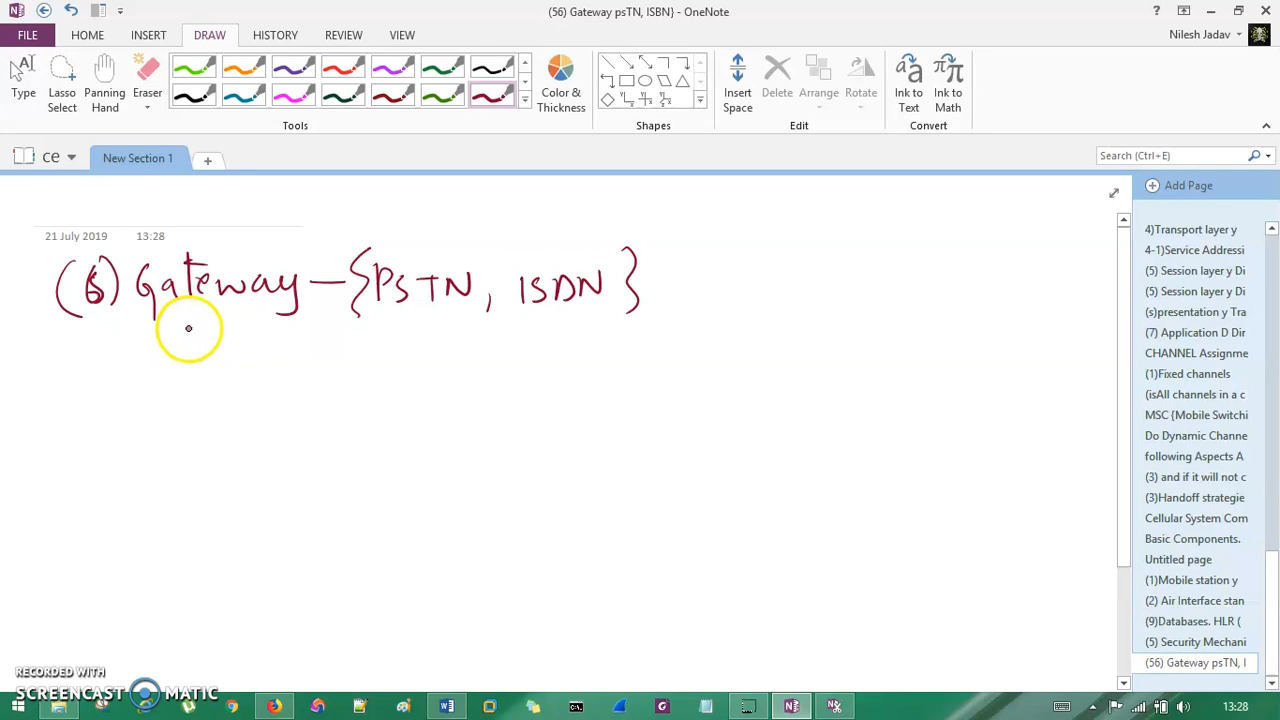 (56) Gateway psTN, ISBN} - OneNote
?
FILE HOME INSERT DRAW HISTORY REVIEW VIEW
Nilesh Jadav
Type
Lasso Select
Panning Hand
Eraser
Color & Thickness
Insert Space
Delete
Arrange
Rotate
Ink to Text
Ink to Math
Tools
Shapes
Edit
Convert
ce
New Section 1
Search (Ctrl+E)
Add Page
21 July 2019 13:28
(6) Gateway — {PSTN, ISDN }
4)Transport layer y
4-1)Service Addressi
(5) Session layer y Di
(5) Session layer y Di
(s)presentation y Tra
(7) Application D Dir
CHANNEL Assignme
(1)Fixed channels
(isAll channels in a c
MSC {Mobile Switchi
Do Dynamic Channe
following Aspects A
(3) and if it will not c
(3)Handoff strategie
Cellular System Com
Basic Components.
Untitled page
(1)Mobile station y
(2) Air Interface stan
(9)Databases. HLR (
(5) Security Mechani
(56) Gateway psTN, I
RECORDED WITH
SCREENCAST MATIC
13:28